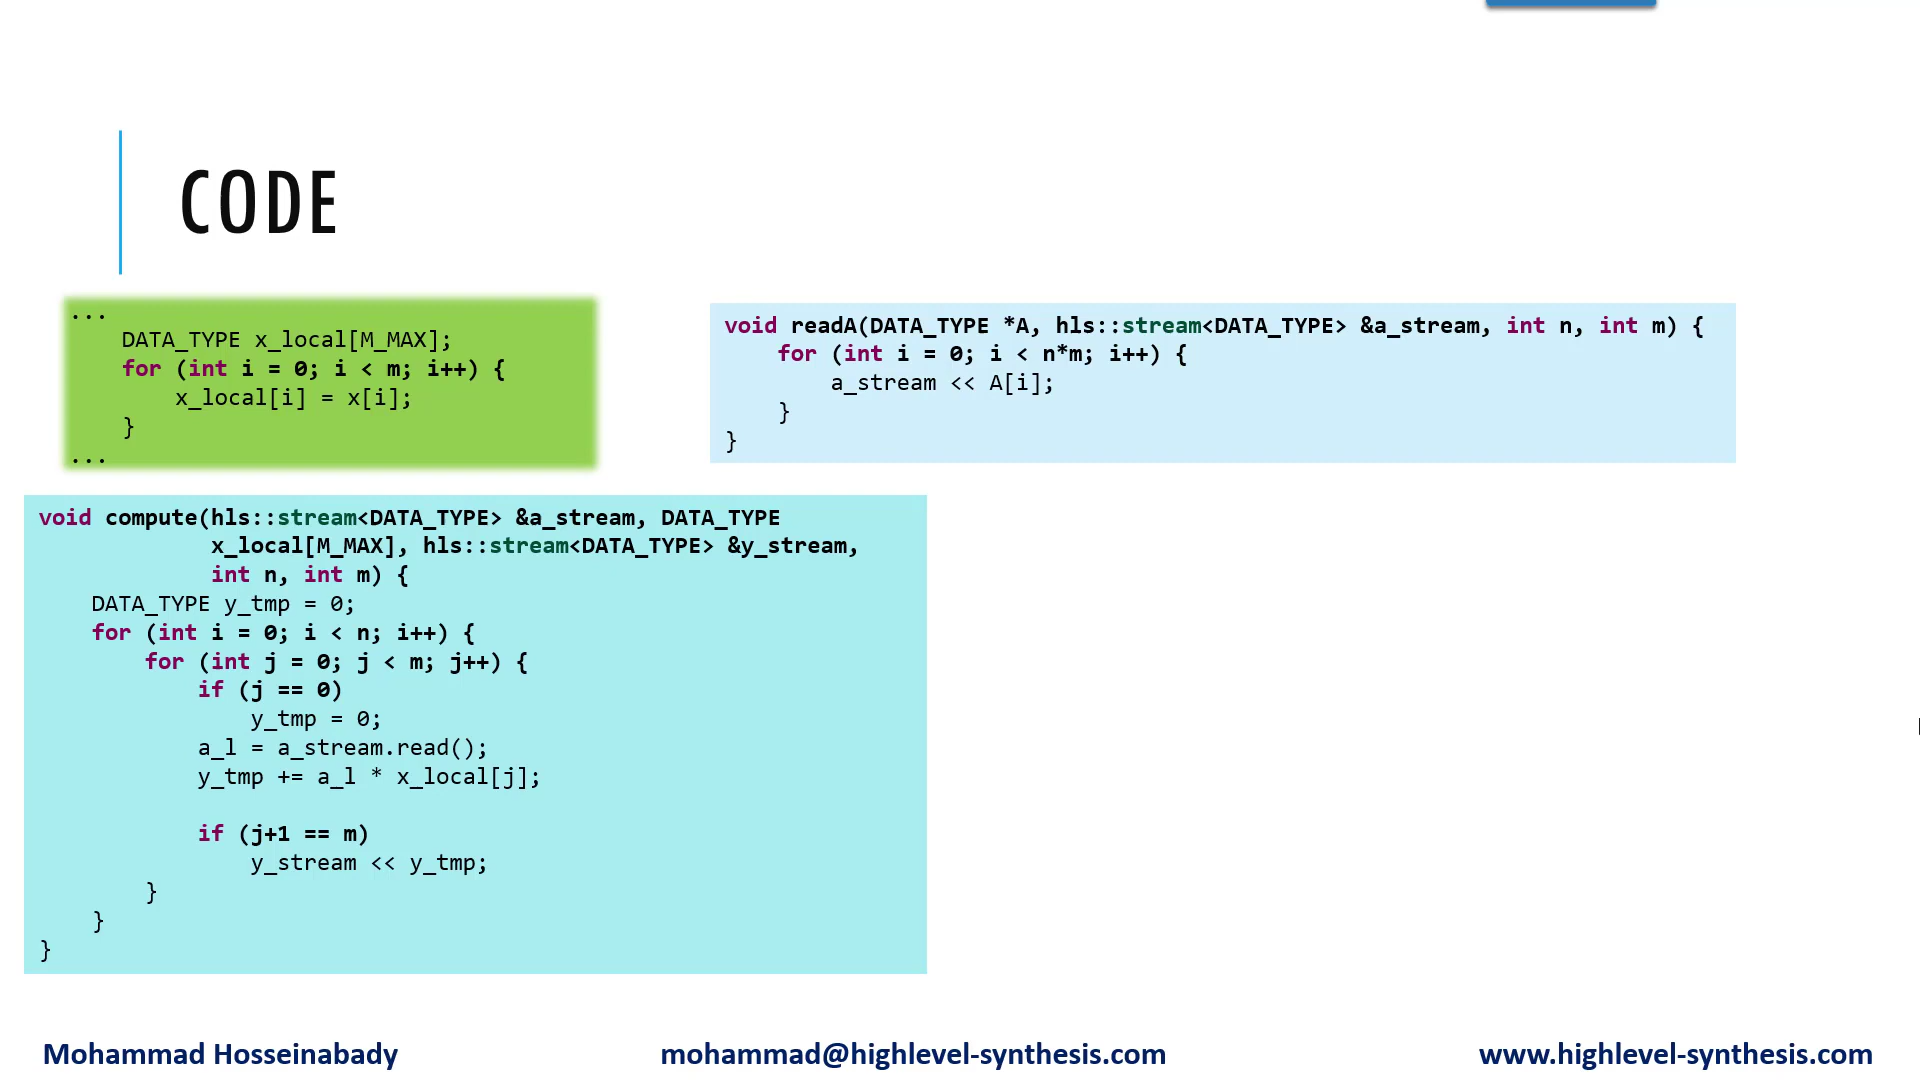 CODE
...
DATA_TYPE x_local[M_MAX];
for (int i = 0; i < m; i++) {
x_local[i] = x[i];
}
...
void readA(DATA_TYPE *A, hls::stream<DATA_TYPE> &a_stream, int n, int m) {
for (int i = 0; i < n*m; i++) {
a_stream << A[i];
}
}
void compute(hls::stream<DATA_TYPE> &a_stream, DATA_TYPE
x_local[M_MAX], hls::stream<DATA_TYPE> &y_stream,
int n, int m) {
DATA_TYPE y_tmp = 0;
for (int i = 0; i < n; i++) {
for (int j = 0; j < m; j++) {
if (j == 0)
y_tmp = 0;
a_l = a_stream.read();
y_tmp += a_l * x_local[j];
if (j+1 == m)
y_stream << y_tmp;
}
}
}
Mohammad Hosseinabady
mohammad@highlevel-synthesis.com
www.highlevel-synthesis.com